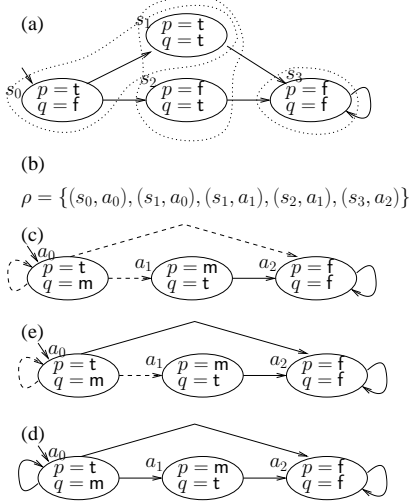 (a)
s₁
p = t
q = t
s₀
p = t
q = f
s₂
p = f
q = t
s₃
p = f
q = f
(b)
ρ = {(s₀, a₀), (s₁, a₀), (s₁, a₁), (s₂, a₁), (s₃, a₂)}
(c)
a₀
p = t
q = m
a₁
p = m
q = t
a₂
p = f
q = f
(e)
a₀
p = t
q = m
a₁
p = m
q = t
a₂
p = f
q = f
(d)
a₀
p = t
q = m
a₁
p = m
q = t
a₂
p = f
q = f